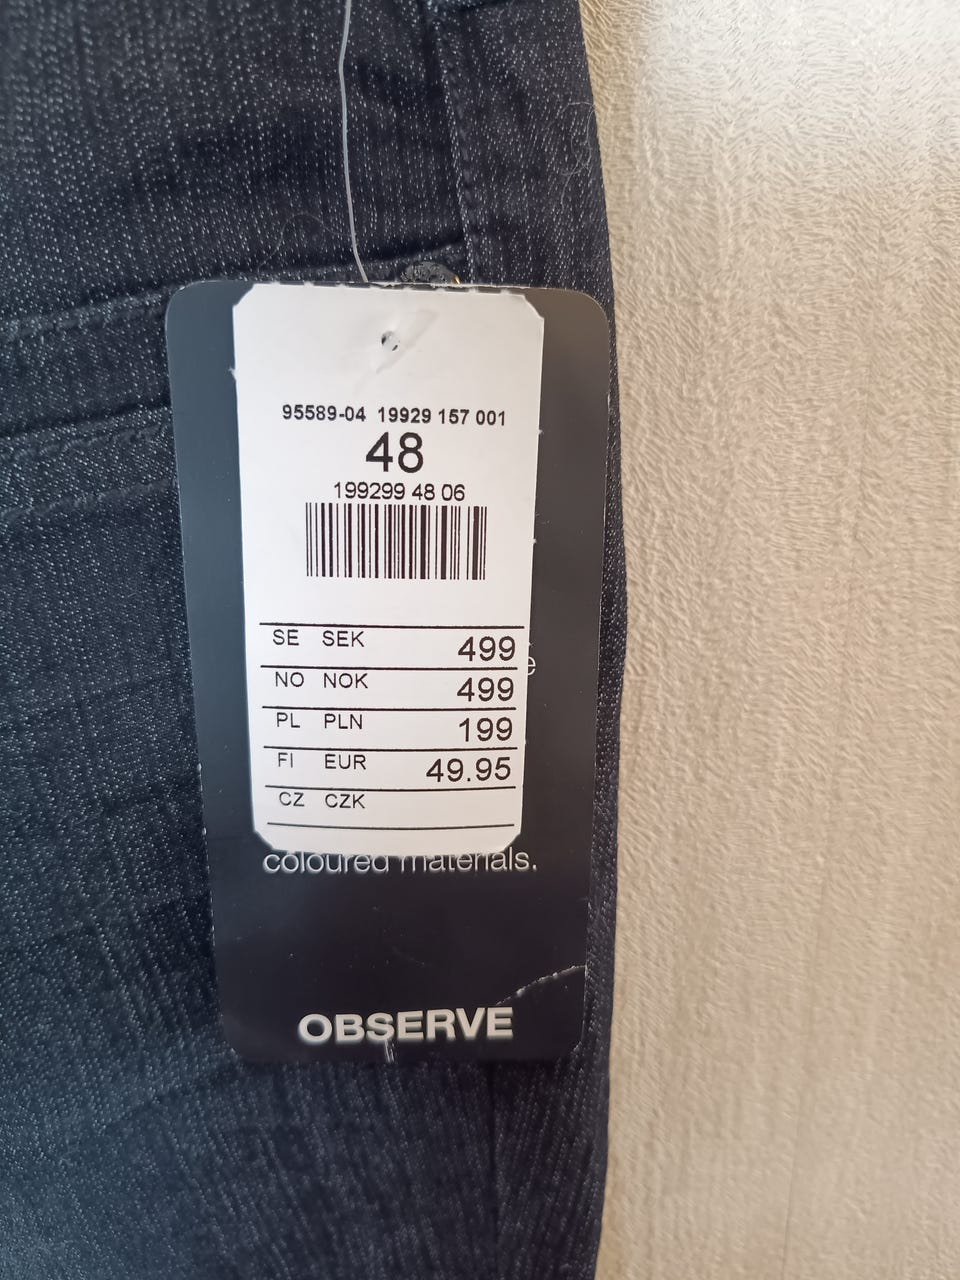 95589-04 19929 157 001
48
199299 48 06
SE SEK 499
NO NOK 499
PL PLN 199
FI EUR 49.95
CZ CZK
coloured materials.
OBSERVE